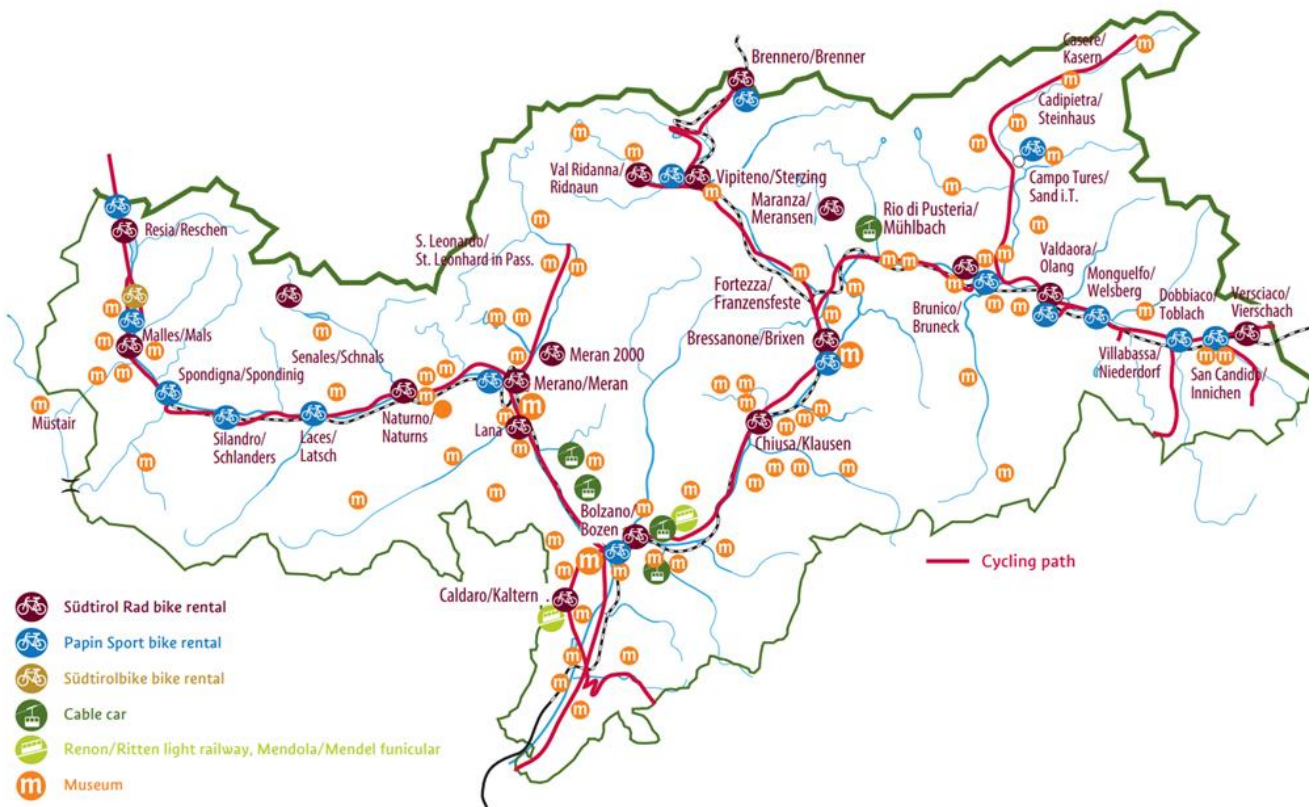 Casere/
Kasern
Brennero/Brenner
Cadipietra/
Steinhaus
Val Ridanna/
Ridnaun
Vipiteno/Sterzing
Campo Tures/
Sand i.T.
Maranza/
Meransen
Rio di Pusteria/
Mühlbach
Resia/Reschen
S. Leonardo/
St. Leonhard in Pass.
Valdaora/
Olang
Monguelfo/
Welsberg
Dobbiaco/
Toblach
Versciaco/
Vierschach
Fortezza/
Franzensfeste
Brunico/
Bruneck
Malles/Mals
Senales/Schnals
Meran 2000
Bressanone/Brixen
Villabassa/
Niederdorf
San Candido/
Innichen
Spondigna/Spondinig
Merano/Meran
Müstair
Silandro/
Schlanders
Laces/
Latsch
Naturno/
Naturns
Lana
Chiusa/Klausen
Bolzano/
Bozen
Cycling path
Caldaro/Kaltern
Südtirol Rad bike rental
Papin Sport bike rental
Südtirolbike bike rental
Cable car
Renon/Ritten light railway, Mendola/Mendel funicular
m Museum